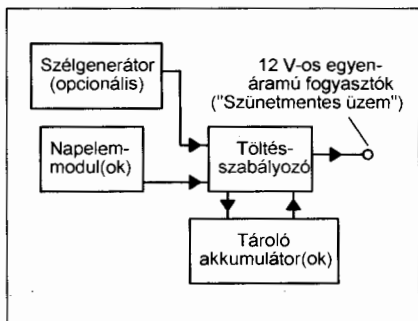 Szélgenerátor
(opcionális)
12 V-os egyen-
áramú fogyasztók
("Szünetmentes üzem")
Napelem-
modul(ok)
Töltés-
szabályozó
Tároló
akkumulátor(ok)